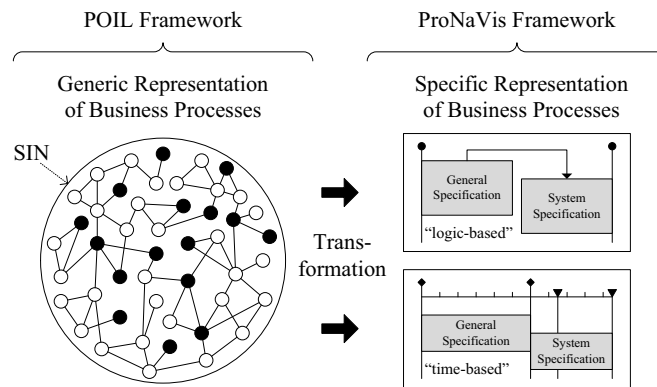 POIL Framework
ProNaVis Framework
Generic Representation
of Business Processes
Specific Representation
of Business Processes
SIN
Trans-
formation
General
Specification
System
Specification
“logic-based”
General
Specification
System
Specification
“time-based”